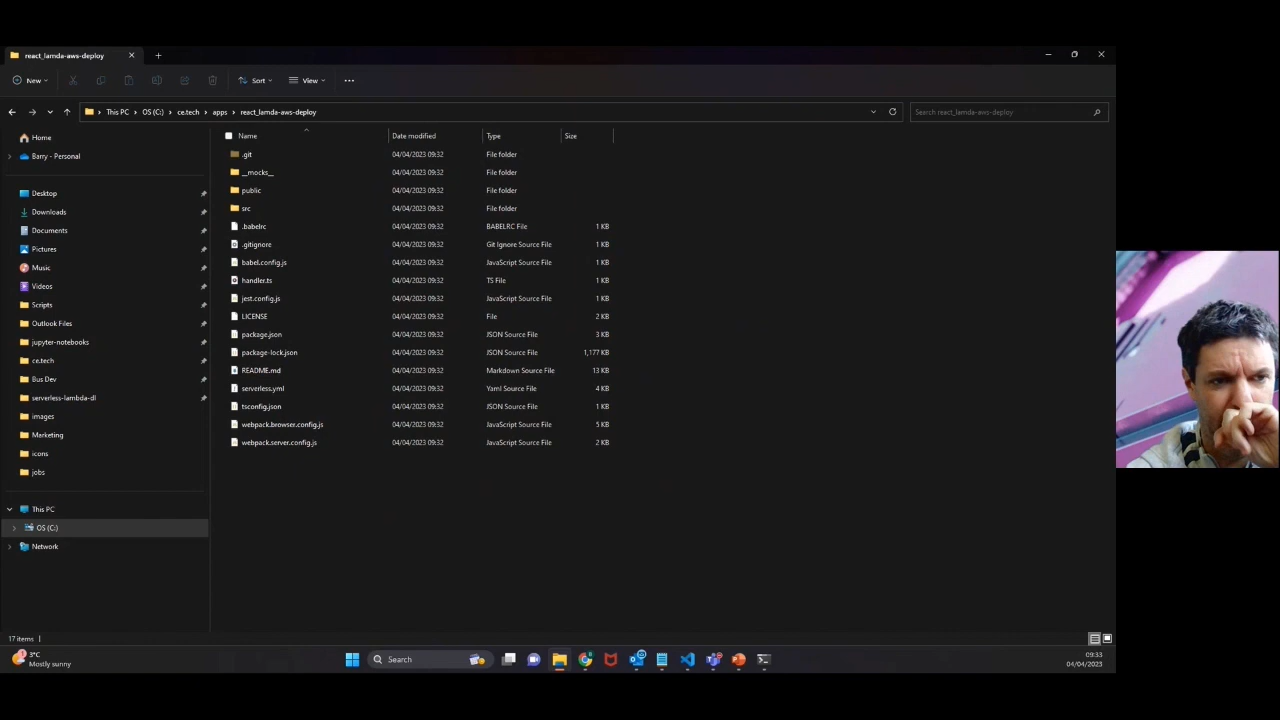 react_lamda-aws-deploy
New
Sort
View
This PC
OS (C:)
ce.tech
apps
react_lamda-aws-deploy
Search react_lamda-aws-deploy
Home
Barry - Personal
Desktop
Downloads
Documents
Pictures
Music
Videos
Scripts
Outlook Files
jupyter-notebooks
ce.tech
Bus Dev
serverless-lambda-dl
images
Marketing
icons
jobs
This PC
OS (C:)
Network
Name Date modified Type Size
.git 04/04/2023 09:32 File folder
__mocks__ 04/04/2023 09:32 File folder
public 04/04/2023 09:32 File folder
src 04/04/2023 09:32 File folder
.babelrc 04/04/2023 09:32 BABELRC File 1 KB
.gitignore 04/04/2023 09:32 Git Ignore Source File 1 KB
babel.config.js 04/04/2023 09:32 JavaScript Source File 1 KB
handler.ts 04/04/2023 09:32 TS File 1 KB
jest.config.js 04/04/2023 09:32 JavaScript Source File 1 KB
LICENSE 04/04/2023 09:32 File 2 KB
package.json 04/04/2023 09:32 JSON Source File 3 KB
package-lock.json 04/04/2023 09:32 JSON Source File 1,177 KB
README.md 04/04/2023 09:32 Markdown Source File 13 KB
serverless.yml 04/04/2023 09:32 Yaml Source File 4 KB
tsconfig.json 04/04/2023 09:32 JSON Source File 1 KB
webpack.browser.config.js 04/04/2023 09:32 JavaScript Source File 5 KB
webpack.server.config.js 04/04/2023 09:32 JavaScript Source File 2 KB
17 items
3°C
Mostly sunny
Search
09:33
04/04/2023